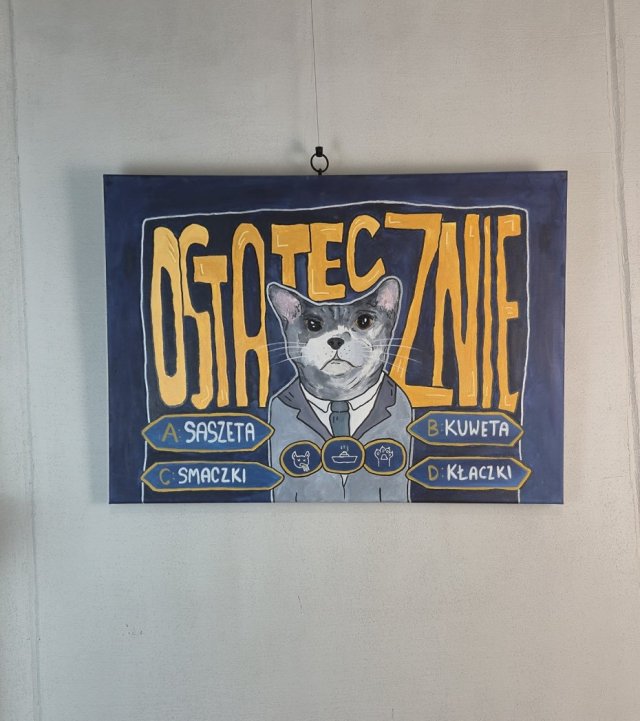 OSTATECZNIE
A: SASZETA
B: KUWETA
C: SMACZKI
D: KŁACZKI